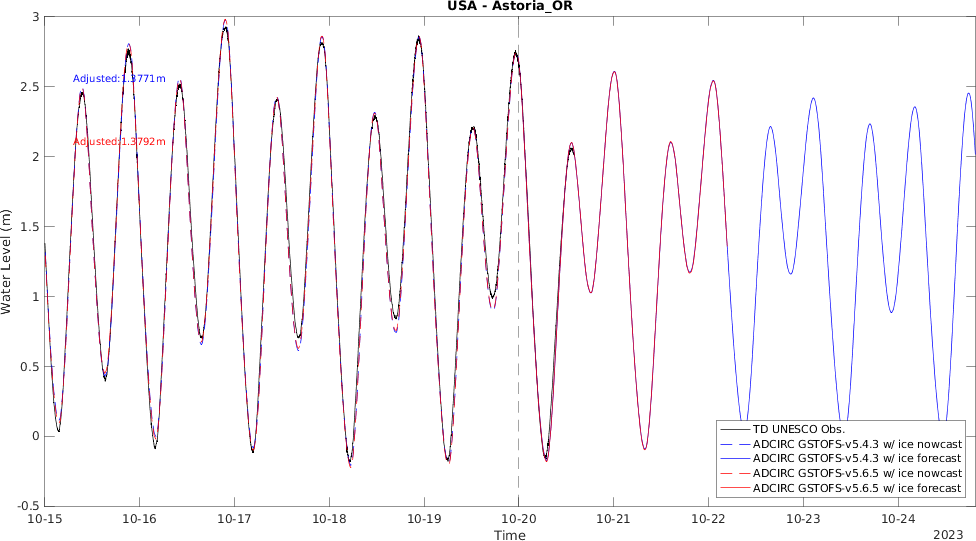 USA - Astoria_OR
Water Level (m)
3
2.5
2
1.5
1
0.5
0
-0.5
Adjusted:1.3771m
Adjusted:1.3792m
TD UNESCO Obs.
ADCIRC GSTOFS-v5.4.3 w/ ice nowcast
ADCIRC GSTOFS-v5.4.3 w/ ice forecast
ADCIRC GSTOFS-v5.6.5 w/ ice nowcast
ADCIRC GSTOFS-v5.6.5 w/ ice forecast
10-15 10-16 10-17 10-18 10-19 10-20 10-21 10-22 10-23 10-24
Time
2023